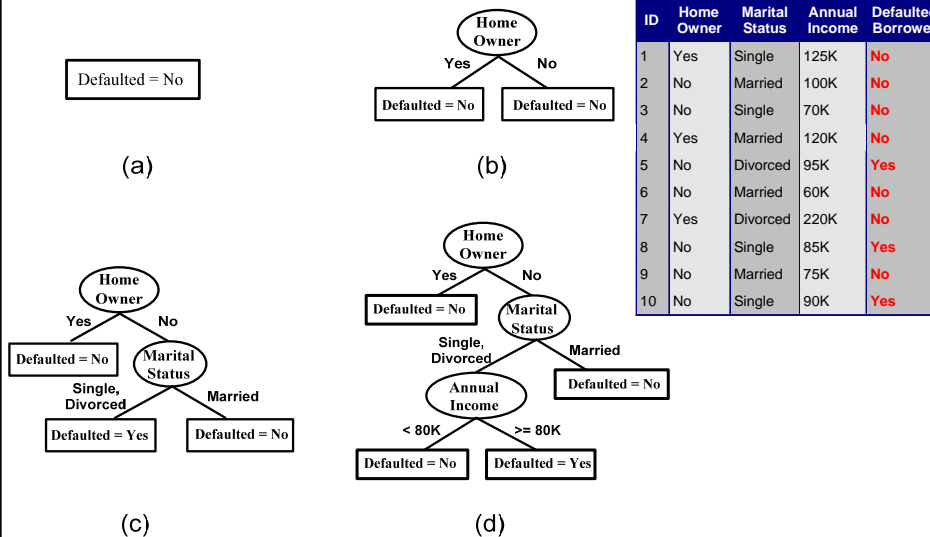 Defaulted = No
(a)
Home
Owner
Yes
No
Defaulted = No
Defaulted = No
(b)
ID Home Owner Marital Status Annual Income Defaulte Borrowe
1 Yes Single 125K No
2 No Married 100K No
3 No Single 70K No
4 Yes Married 120K No
5 No Divorced 95K Yes
6 No Married 60K No
7 Yes Divorced 220K No
8 No Single 85K Yes
9 No Married 75K No
10 No Single 90K Yes
Home
Owner
Yes
No
Defaulted = No
Marital
Status
Single,
Divorced
Married
Defaulted = Yes
Defaulted = No
(c)
Home
Owner
Yes
No
Defaulted = No
Marital
Status
Single,
Divorced
Married
Annual
Income
Defaulted = No
< 80K
>= 80K
Defaulted = No
Defaulted = Yes
(d)